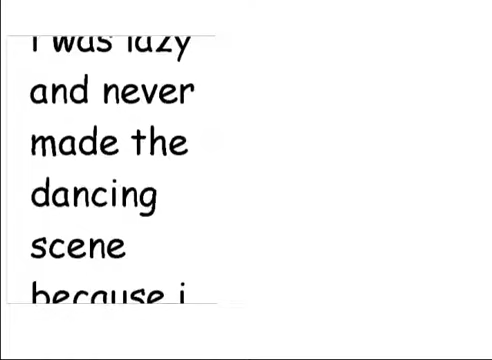 i was lazy
and never
made the
dancing
scene
because i